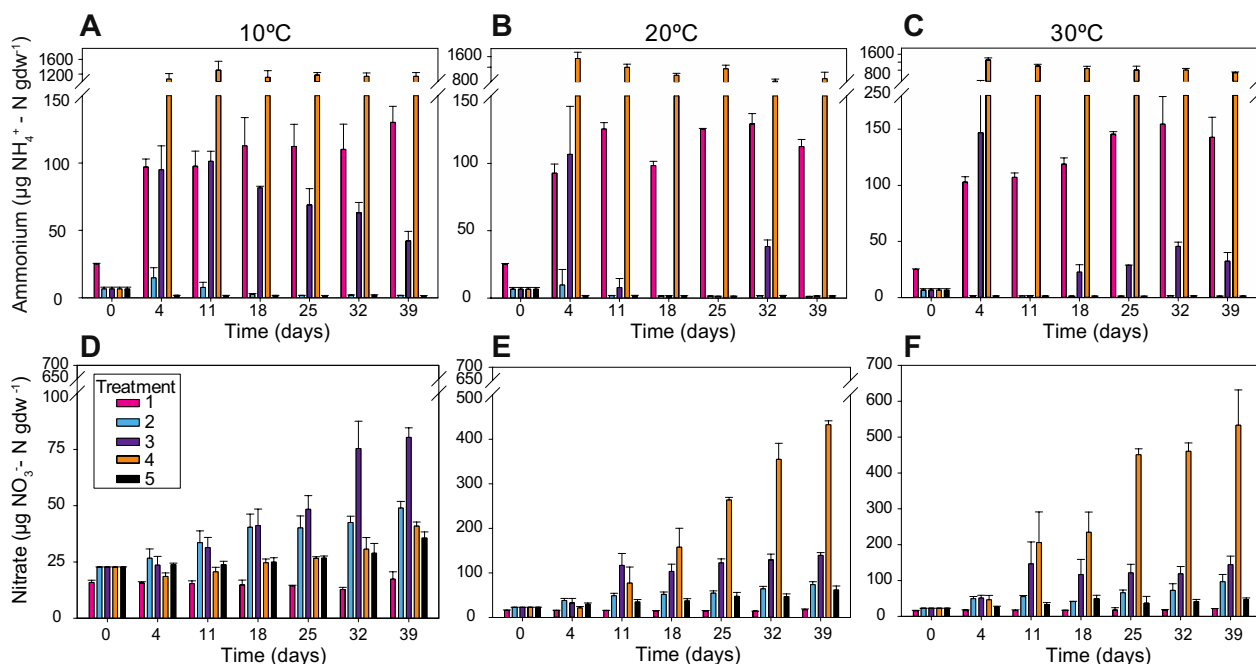 A 10ºC B 20ºC C 30ºC
Ammonium (µg NH₄⁺ - N gdw⁻¹)
1600
1200
150
100
50
0
0 4 11 18 25 32 39
Time (days)
1600
800
150
100
50
0
0 4 11 18 25 32 39
Time (days)
1600
800
250
150
100
50
0
0 4 11 18 25 32 39
Time (days)
D E F
Nitrate (µg NO₃⁻- N gdw⁻¹)
700
650
100
75
50
25
0
Treatment
1
2
3
4
5
0 4 11 18 25 32 39
Time (days)
700
650
500
400
300
200
100
0
0 4 11 18 25 32 39
Time (days)
700
600
500
400
300
200
100
0
0 4 11 18 25 32 39
Time (days)